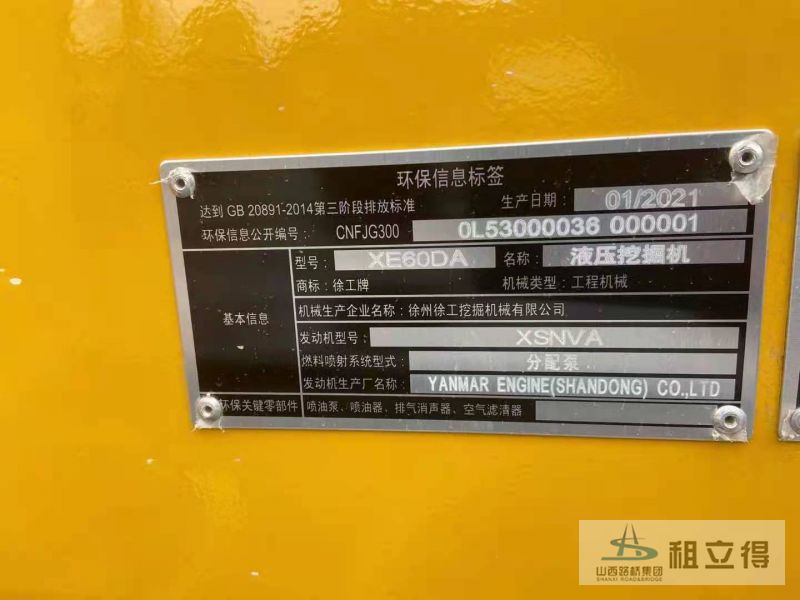 环保信息标签
达到 GB 20891-2014第三阶段排放标准 生产日期： 01/2021
环保信息公开编号： CNFJG300 0L53000036 000001
基本信息
型号： XE60DA 名称： 液压挖掘机
商标：徐工牌 机械类型：工程机械
机械生产企业名称：徐州徐工挖掘机械有限公司
发动机型号： XSNVA
燃料喷射系统型式： 分配泵
发动机生产厂名称： YANMAR ENGINE(SHANDONG) CO.,LTD
环保关键零部件 喷油泵、喷油器、排气消声器、空气滤清器
山西路桥集团
SHANXI ROAD&BRIDGE
租立得